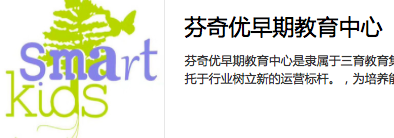 Smart
kids
芬奇优早期教育中心
芬奇优早期教育中心是隶属于三育教育集
托于行业树立新的运营标杆。，为培养能